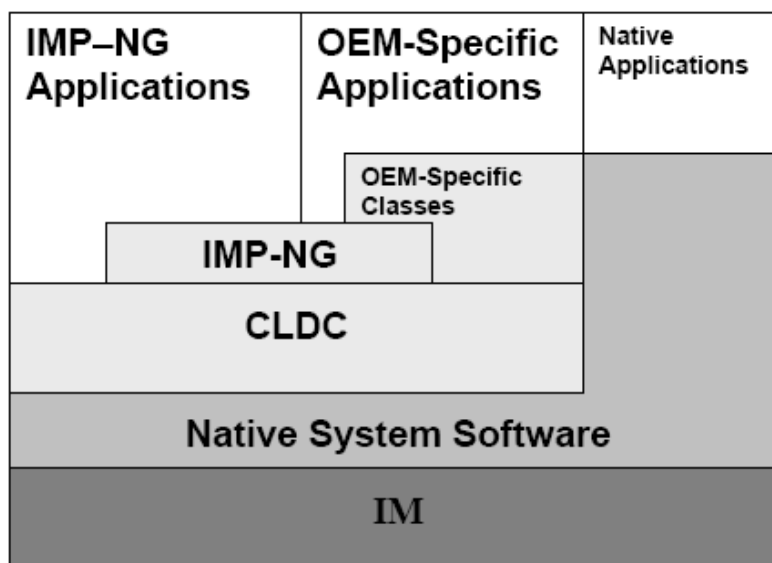 IMP–NG
Applications
OEM-Specific
Applications
Native
Applications
OEM-Specific
Classes
IMP-NG
CLDC
Native System Software
IM